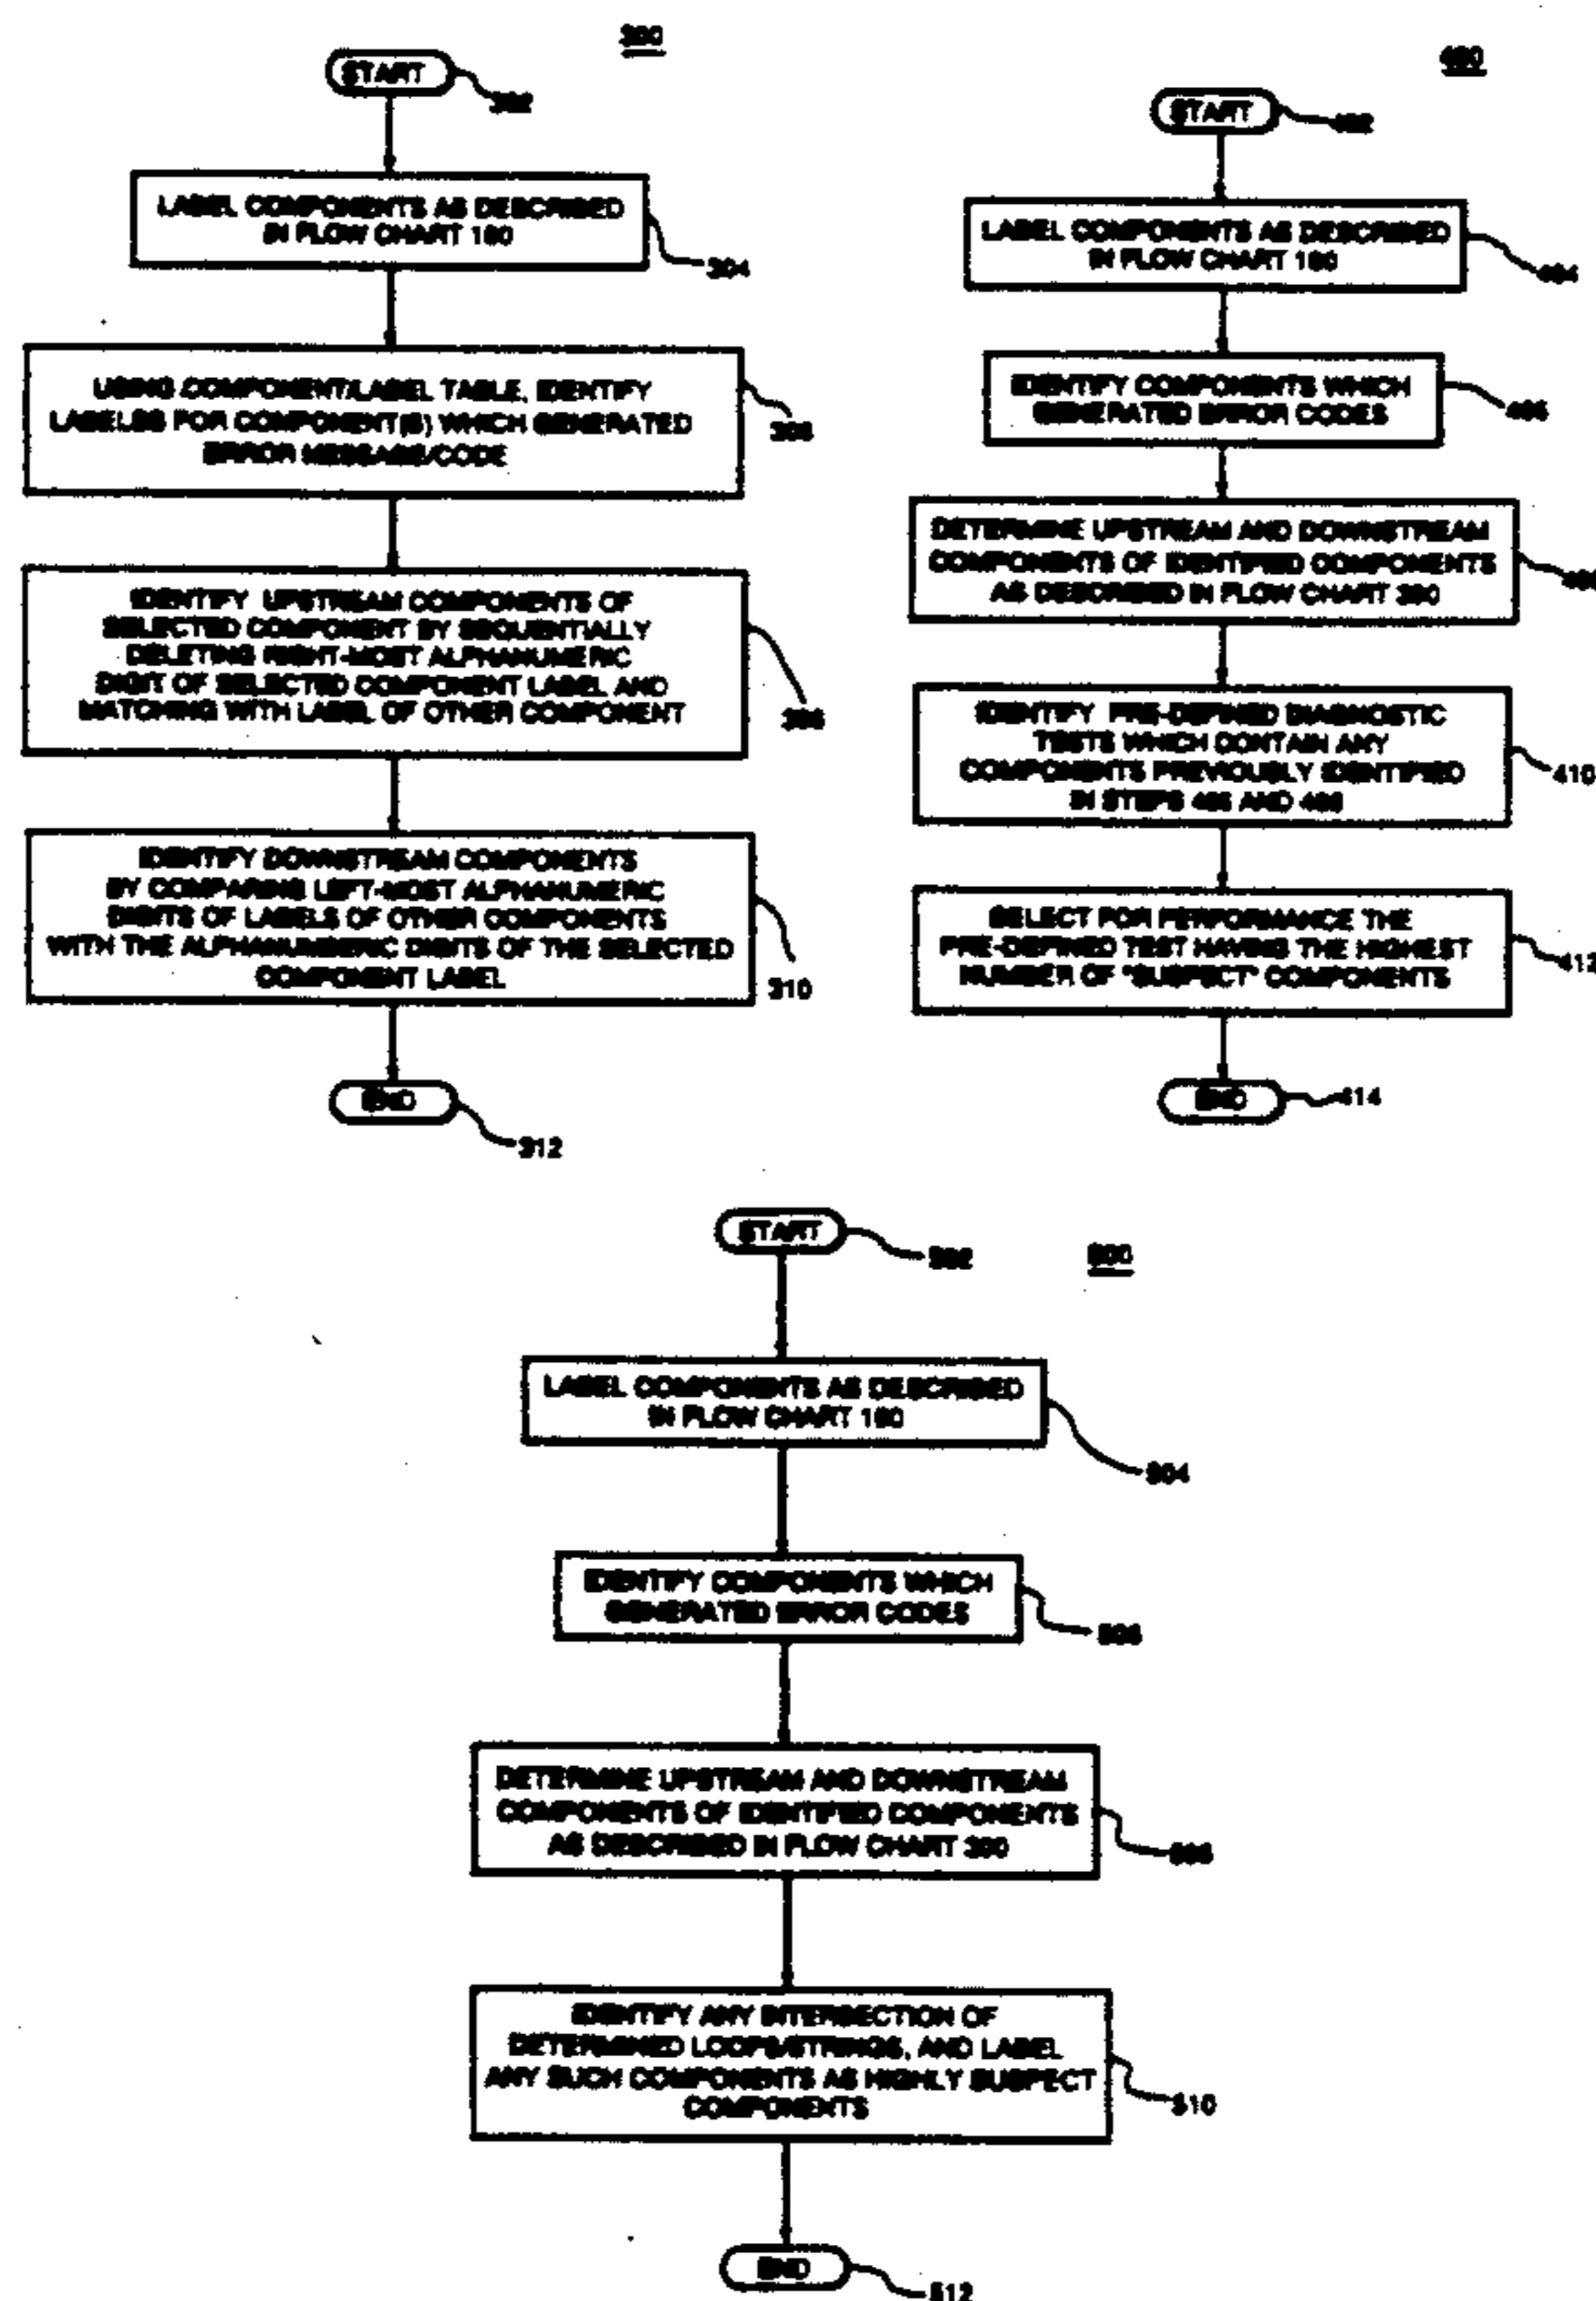 300
START
302
LABEL COMPONENTS AS DESCRIBED
IN FLOW CHART 100
304
USING COMPONENT/LABEL TABLE, IDENTIFY
LABELES FOR COMPONENT(S) WHICH GENERATED
ERROR MESSAGE/CODE
IDENTIFY UPSTREAM COMPONENTS OF
SELECTED COMPONENT BY SEQUENTIALLY
DELETING RIGHT-MOST ALPHANUMERIC
DIGIT OF SELECTED COMPONENT LABEL AND
MATCHING WITH LABEL OF OTHER COMPONENT
IDENTIFY DOWNSTREAM COMPONENTS
BY COMPARING LEFT-MOST ALPHANUMERIC
DIGITS OF LABELS OF OTHER COMPONENTS
WITH THE ALPHANUMERIC DIGITS OF THE SELECTED
COMPONENT LABEL
310
END
312
400
START
402
LABEL COMPONENTS AS DESCRIBED
IN FLOW CHART 100
404
IDENTIFY COMPONENTS WHICH
GENERATED ERROR CODES
DETERMINE UPSTREAM AND DOWNSTREAM
COMPONENTS OF IDENTIFIED COMPONENTS
AS DESCRIBED IN FLOW CHART 300
IDENTIFY PRE-DEFINED DIAGNOSTIC
TESTS WHICH CONTAIN ANY
COMPONENTS PREVIOUSLY IDENTIFIED
IN STEPS AND
410
SELECT FOR PERFORMANCE THE
PRE-DEFINED TEST HAVING THE HIGHEST
NUMBER OF "SUSPECT" COMPONENTS
412
END
414
START
502
500
LABEL COMPONENTS AS DESCRIBED
IN FLOW CHART 100
504
IDENTIFY COMPONENTS WHICH
GENERATED ERROR CODES
DETERMINE UPSTREAM AND DOWNSTREAM
COMPONENTS OF IDENTIFIED COMPONENTS
AS DESCRIBED IN FLOW CHART 300
IDENTIFY ANY INTERSECTION OF
DETERMINED LOOPS/STRINGS, AND LABEL
ANY SUCH COMPONENTS AS HIGHLY SUSPECT
COMPONENTS
510
END
512